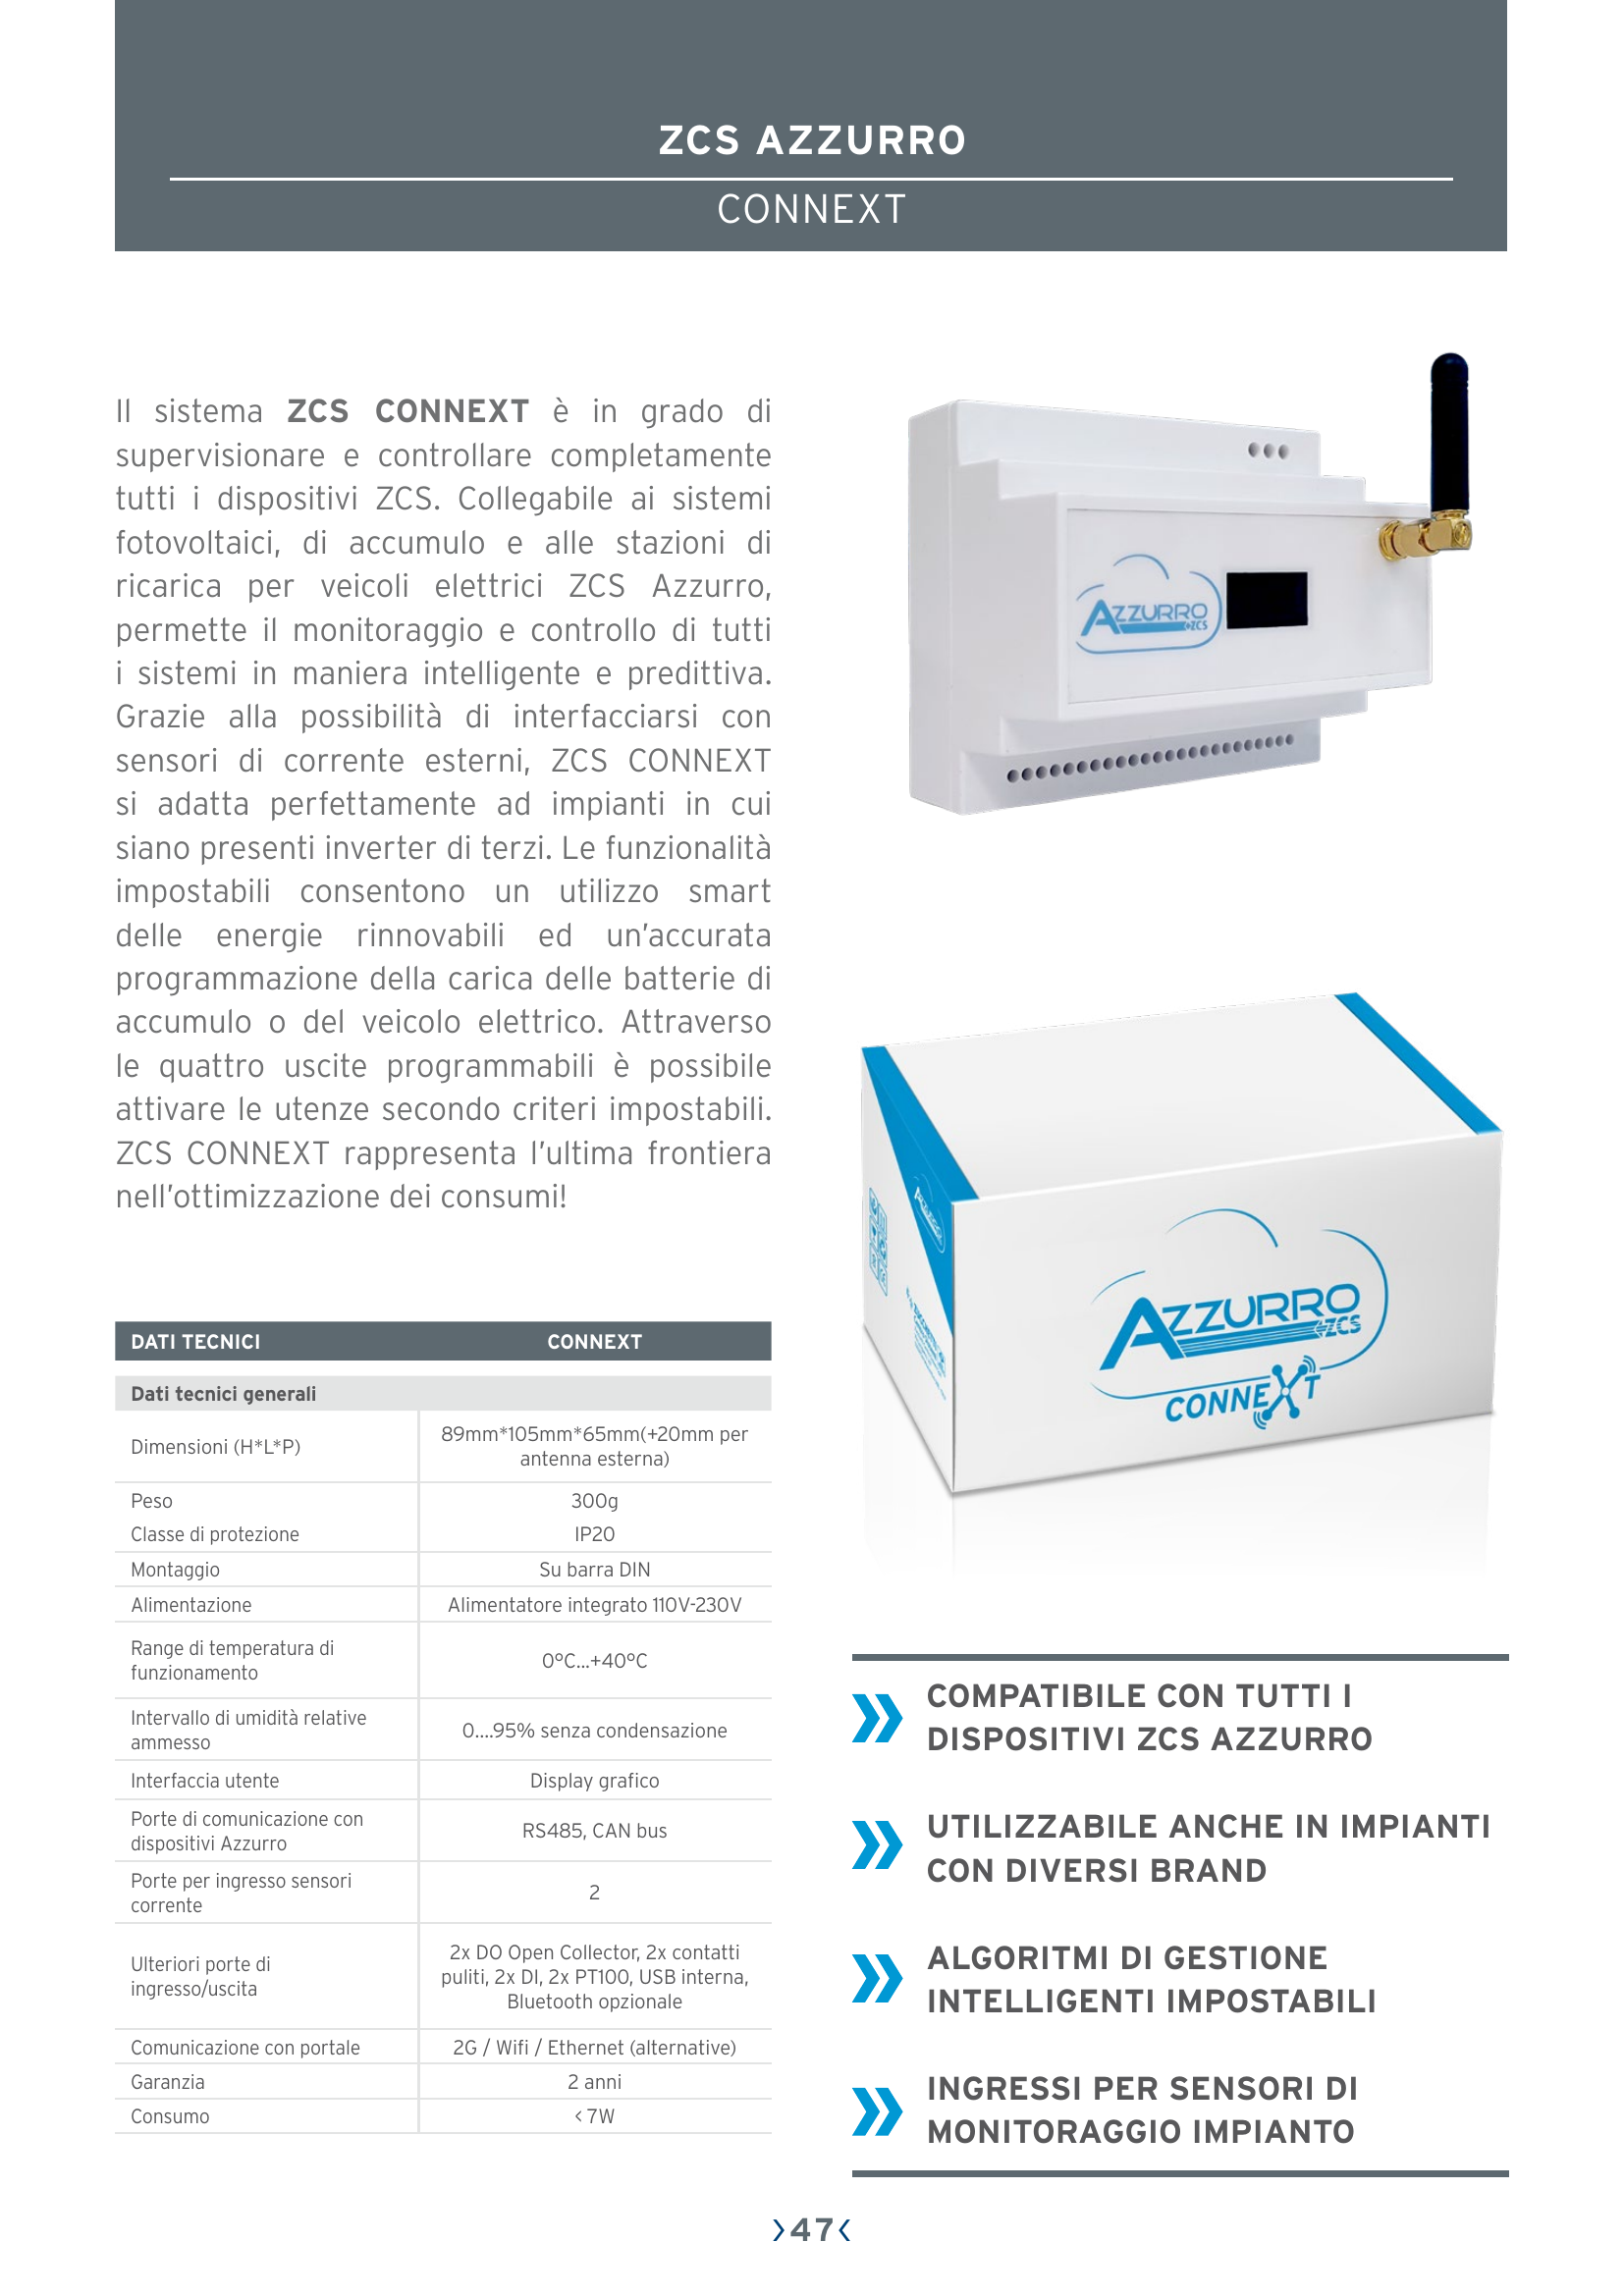 ZCS AZZURRO
CONNEXT
Il sistema ZCS CONNEXT è in grado di
supervisionare e controllare completamente
tutti i dispositivi ZCS. Collegabile ai sistemi
fotovoltaici, di accumulo e alle stazioni di
ricarica per veicoli elettrici ZCS Azzurro,
permette il monitoraggio e controllo di tutti
i sistemi in maniera intelligente e predittiva.
Grazie alla possibilità di interfacciarsi con
sensori di corrente esterni, ZCS CONNEXT
si adatta perfettamente ad impianti in cui
siano presenti inverter di terzi. Le funzionalità
impostabili consentono un utilizzo smart
delle energie rinnovabili ed un'accurata
programmazione della carica delle batterie di
accumulo o del veicolo elettrico. Attraverso
le quattro uscite programmabili è possibile
attivare le utenze secondo criteri impostabili.
ZCS CONNEXT rappresenta l'ultima frontiera
nell'ottimizzazione dei consumi!
DATI TECNICI CONNEXT
Dati tecnici generali
Dimensioni (H*L*P)
89mm*105mm*65mm(+20mm per
antenna esterna)
Peso 300g
Classe di protezione IP20
Montaggio Su barra DIN
Alimentazione Alimentatore integrato 110V-230V
Range di temperatura di
funzionamento
0°C...+40°C
Intervallo di umidità relative
ammesso
0....95% senza condensazione
Interfaccia utente Display grafico
Porte di comunicazione con
dispositivi Azzurro
RS485, CAN bus
Porte per ingresso sensori
corrente
2
Ulteriori porte di
ingresso/uscita
2x DO Open Collector, 2x contatti
puliti, 2x DI, 2x PT100, USB interna,
Bluetooth opzionale
Comunicazione con portale 2G / Wifi / Ethernet (alternative)
Garanzia 2 anni
Consumo < 7W
AZZURRO
ZCS
AZZURRO
ZCS
CONNEXT
AZZURRO
COMPATIBILE CON TUTTI I
DISPOSITIVI ZCS AZZURRO
UTILIZZABILE ANCHE IN IMPIANTI
CON DIVERSI BRAND
ALGORITMI DI GESTIONE
INTELLIGENTI IMPOSTABILI
INGRESSI PER SENSORI DI
MONITORAGGIO IMPIANTO
47